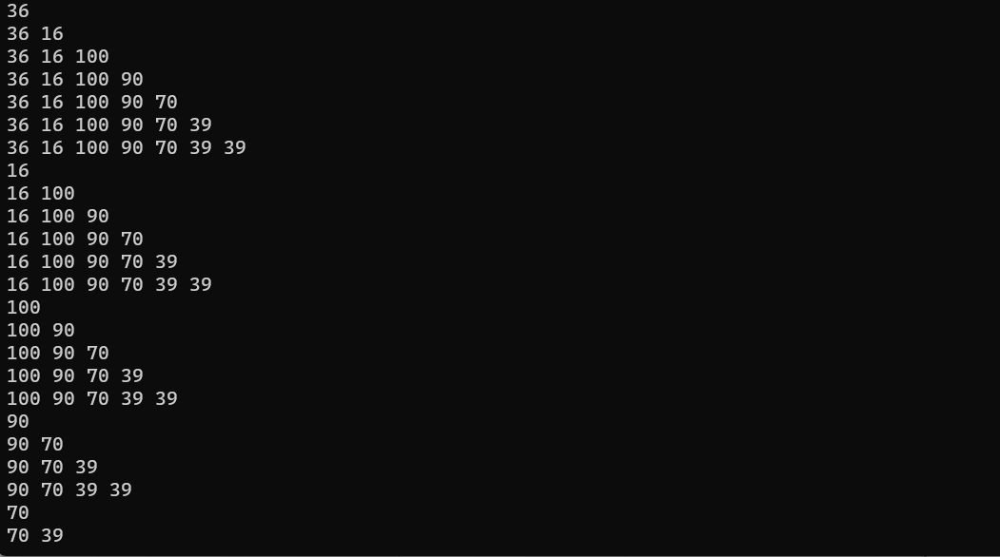 36
36 16
36 16 100
36 16 100 90
36 16 100 90 70
36 16 100 90 70 39
36 16 100 90 70 39 39
16
16 100
16 100 90
16 100 90 70
16 100 90 70 39
16 100 90 70 39 39
100
100 90
100 90 70
100 90 70 39
100 90 70 39 39
90
90 70
90 70 39
90 70 39 39
70
70 39